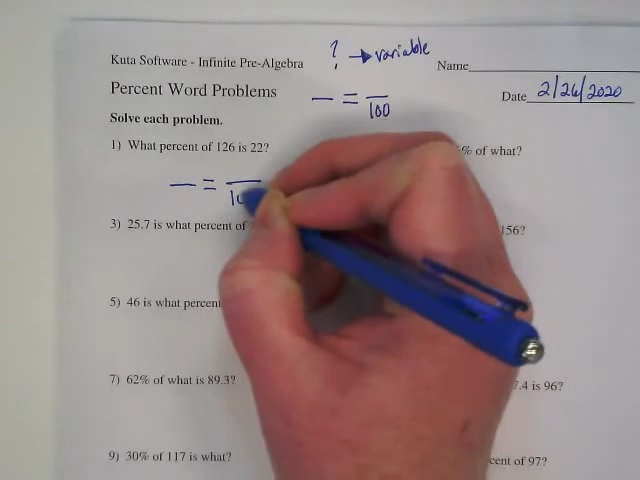 Kuta Software - Infinite Pre-Algebra
? → variable
Name
Percent Word Problems
— = —
100
Date 2/26/2020
Solve each problem.
1) What percent of 126 is 22?
% of what?
— = —
3) 25.7 is what percent of
156?
5) 46 is what percent
7) 62% of what is 89.3?
7.4 is 96?
9) 30% of 117 is what?
cent of 97?